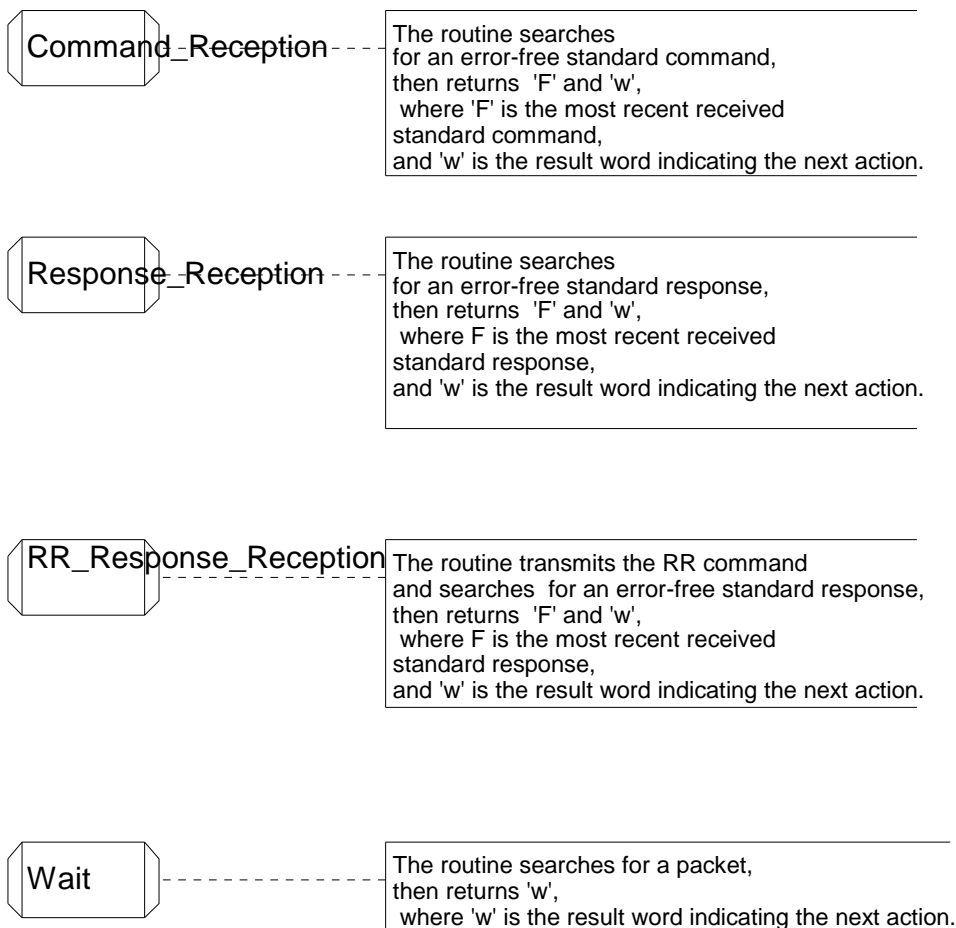 Command_Reception
The routine searches
for an error-free standard command,
then returns  'F' and 'w',
where 'F' is the most recent received
standard command,
and 'w' is the result word indicating the next action.
Response_Reception
The routine searches
for an error-free standard response,
then returns  'F' and 'w',
where F is the most recent received
standard response,
and 'w' is the result word indicating the next action.
RR_Response_Reception
The routine transmits the RR command
and searches  for an error-free standard response,
then returns  'F' and 'w',
where F is the most recent received
standard response,
and 'w' is the result word indicating the next action.
Wait
The routine searches for a packet,
then returns 'w',
where 'w' is the result word indicating the next action.